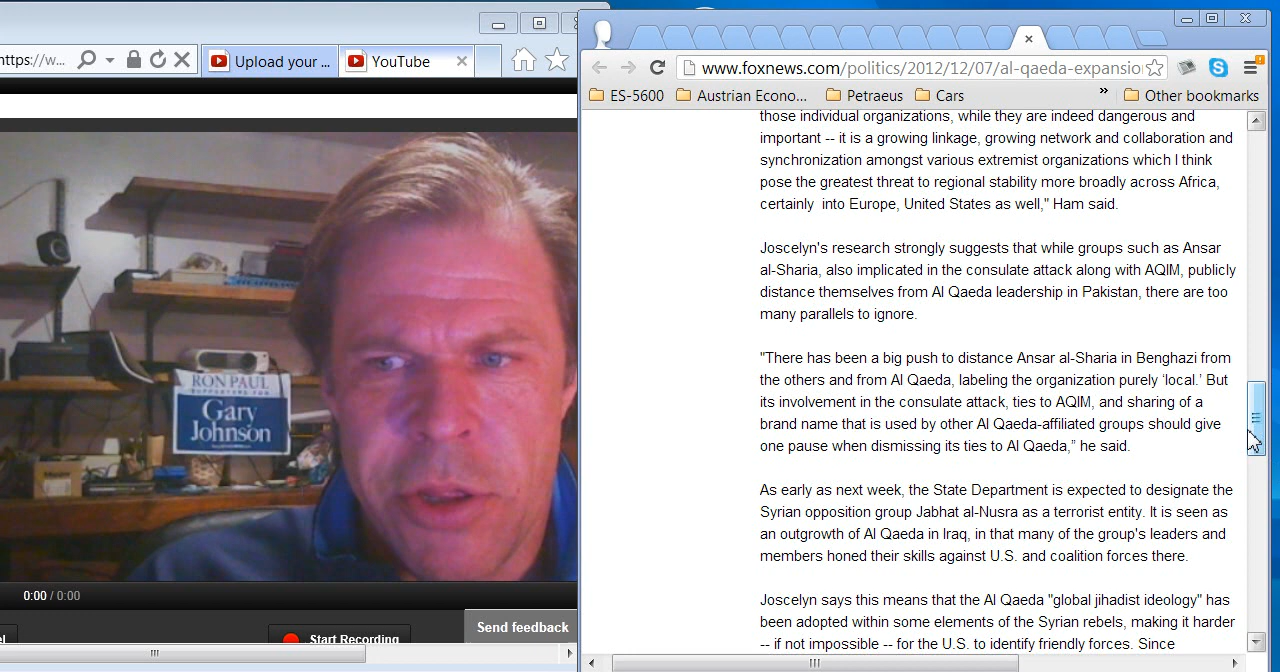 https://w...
Upload your ...
YouTube
RON PAUL
SUPPORTERS FOR
Gary
Johnson
0:00 / 0:00
Send feedback
el
Start Recording
www.foxnews.com/politics/2012/12/07/al-qaeda-expansio
ES-5600
Austrian Econo...
Petraeus
Cars
»
Other bookmarks
those individual organizations, while they are indeed dangerous and
important -- it is a growing linkage, growing network and collaboration and
synchronization amongst various extremist organizations which I think
pose the greatest threat to regional stability more broadly across Africa,
certainly  into Europe, United States as well," Ham said.
Joscelyn's research strongly suggests that while groups such as Ansar
al-Sharia, also implicated in the consulate attack along with AQIM, publicly
distance themselves from Al Qaeda leadership in Pakistan, there are too
many parallels to ignore.
"There has been a big push to distance Ansar al-Sharia in Benghazi from
the others and from Al Qaeda, labeling the organization purely ‘local.’ But
its involvement in the consulate attack, ties to AQIM, and sharing of a
brand name that is used by other Al Qaeda-affiliated groups should give
one pause when dismissing its ties to Al Qaeda,” he said.
As early as next week, the State Department is expected to designate the
Syrian opposition group Jabhat al-Nusra as a terrorist entity. It is seen as
an outgrowth of Al Qaeda in Iraq, in that many of the group's leaders and
members honed their skills against U.S. and coalition forces there.
Joscelyn says this means that the Al Qaeda "global jihadist ideology" has
been adopted within some elements of the Syrian rebels, making it harder
-- if not impossible -- for the U.S. to identify friendly forces. Since